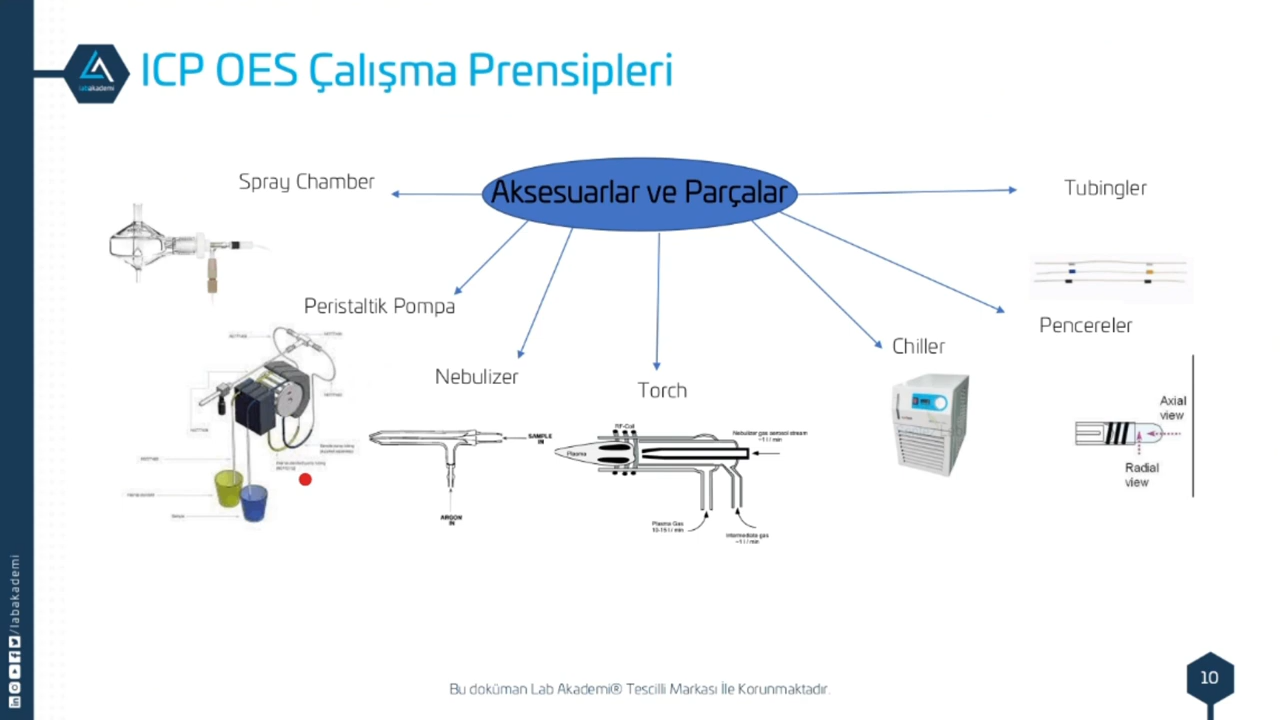 ICP OES Çalışma Prensipleri
labakademi
Aksesuarlar ve Parçalar
Spray Chamber
Tubingler
Peristaltik Pompa
Pencereler
Chiller
Nebulizer
Torch
Axial
view
Radial
view
SAMPLE
IN
ARGON
IN
RF-Coil
Plasma
Nebulizer gas aerosol stream
~1 l / min
Plasma Gas
10-15 l / min
Intermediate gas
~1 l / min
/labakademi
Bu doküman Lab Akademi® Tescilli Markası İle Korunmaktadır.
10